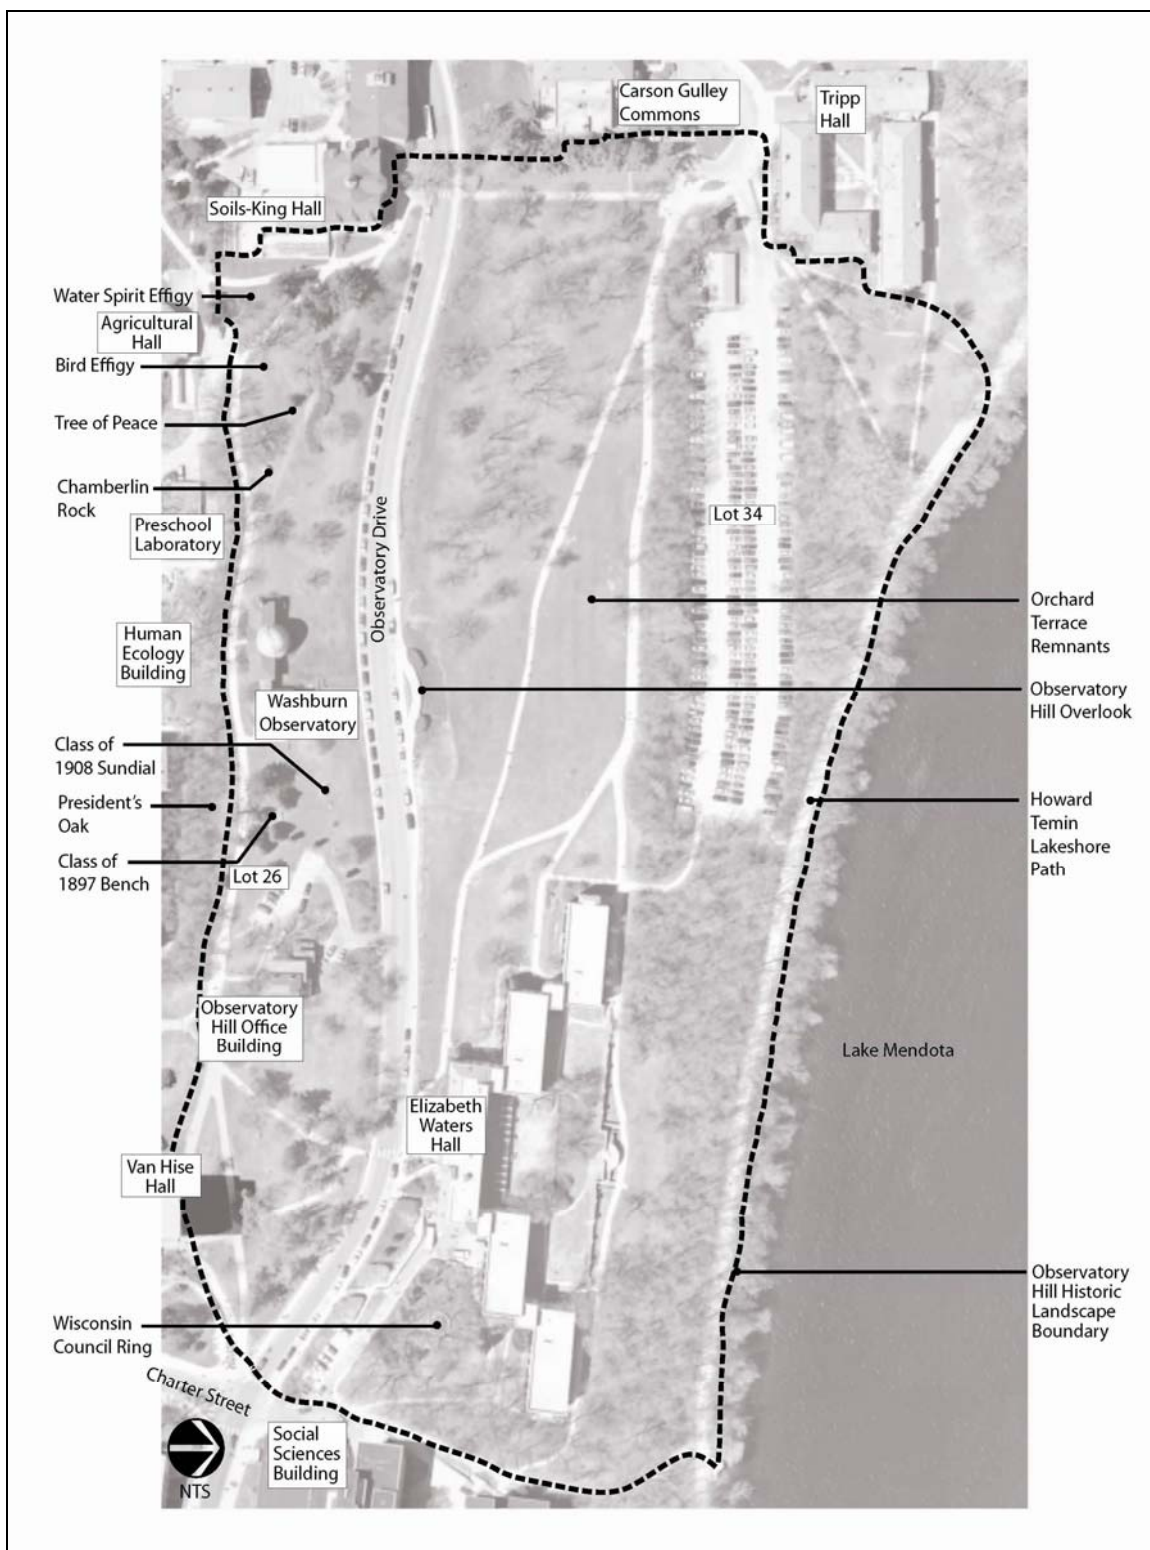 Carson Gulley
Commons
Tripp
Hall
Soils-King Hall
Water Spirit Effigy
Agricultural
Hall
Bird Effigy
Tree of Peace
Chamberlin
Rock
Preschool
Laboratory
Observatory Drive
Lot 34
Human
Ecology
Building
Orchard
Terrace
Remnants
Washburn
Observatory
Observatory
Hill Overlook
Class of
1908 Sundial
President's
Oak
Class of
1897 Bench
Lot 26
Howard
Temin
Lakeshore
Path
Observatory
Hill Office
Building
Lake Mendota
Elizabeth
Waters
Hall
Van Hise
Hall
Observatory
Hill Historic
Landscape
Boundary
Wisconsin
Council Ring
Charter Street
Social
Sciences
Building
NTS